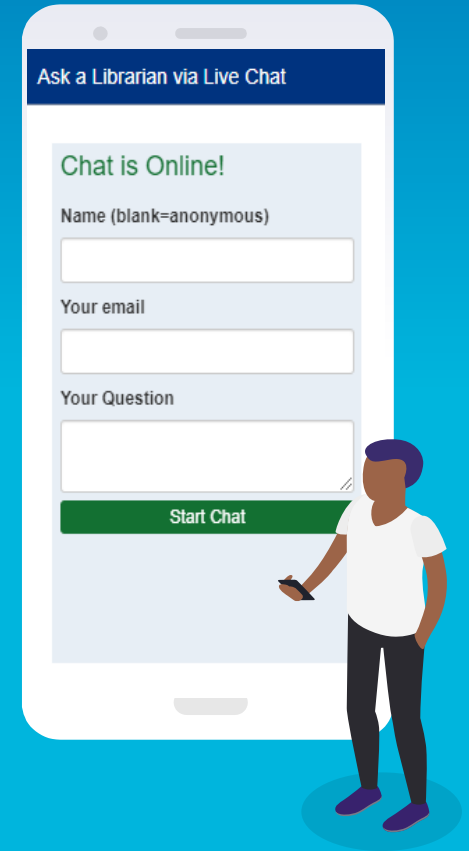 Ask a Librarian via Live Chat
Chat is Online!
Name (blank=anonymous)
Your email
Your Question
Start Chat